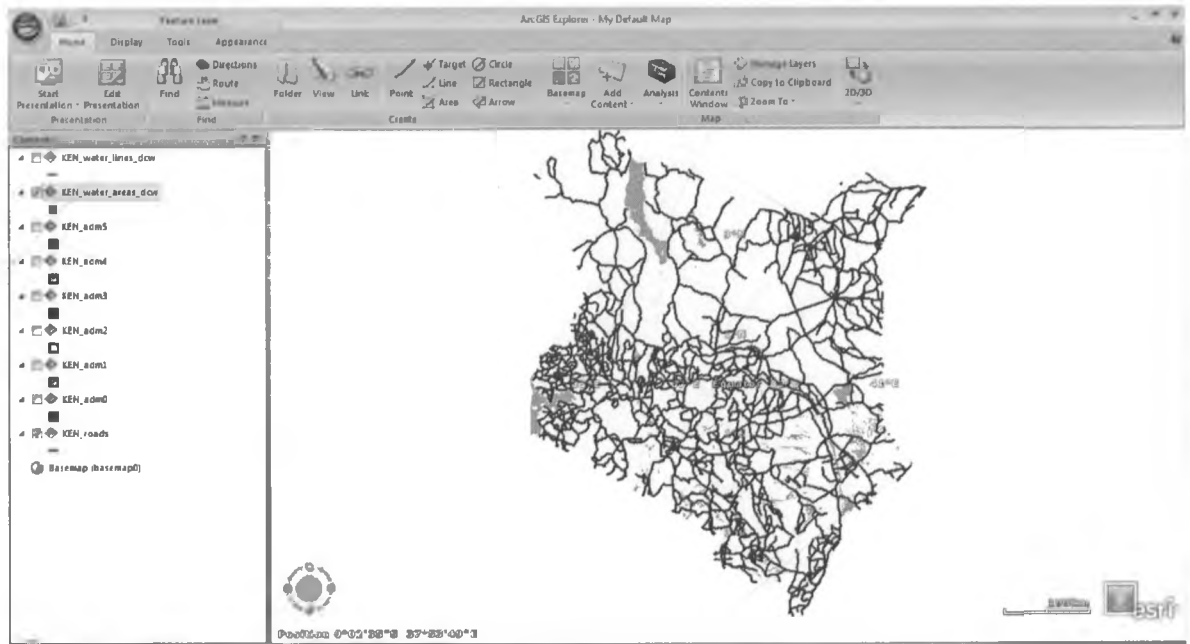 Feature Layer
ArcGIS Explorer - My Default Map
Home Display Tools Appearance
Start Presentation
Edit Presentation
Presentation
Find
Directions
Route
Measure
Find
Folder
View
Link
Point
Target
Line
Area
Circle
Rectangle
Arrow
Create
Basemap
Add Content
Analysis
Contents Window
Manage Layers
Copy to Clipboard
Zoom To
2D/3D
Map
KEN_water_lines_dcw
KEN_water_areas_dcw
KEN_adm5
KEN_adm4
KEN_adm3
KEN_adm2
KEN_adm1
KEN_adm0
KEN_roads
Basemap (basemap0)
esri